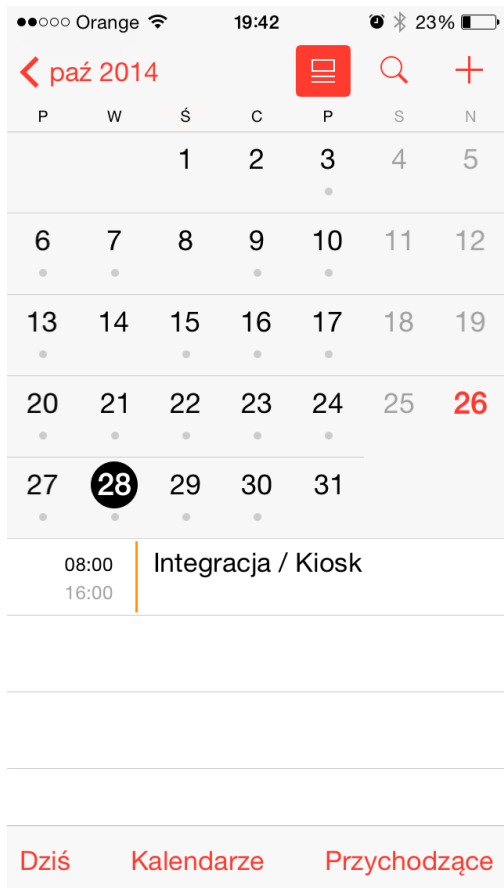 Orange 19:42 23%
paź 2014
P W Ś C P S N
1 2 3 4 5
6 7 8 9 10 11 12
13 14 15 16 17 18 19
20 21 22 23 24 25 26
27 28 29 30 31
08:00 Integracja / Kiosk
16:00
Dziś Kalendarze Przychodzące